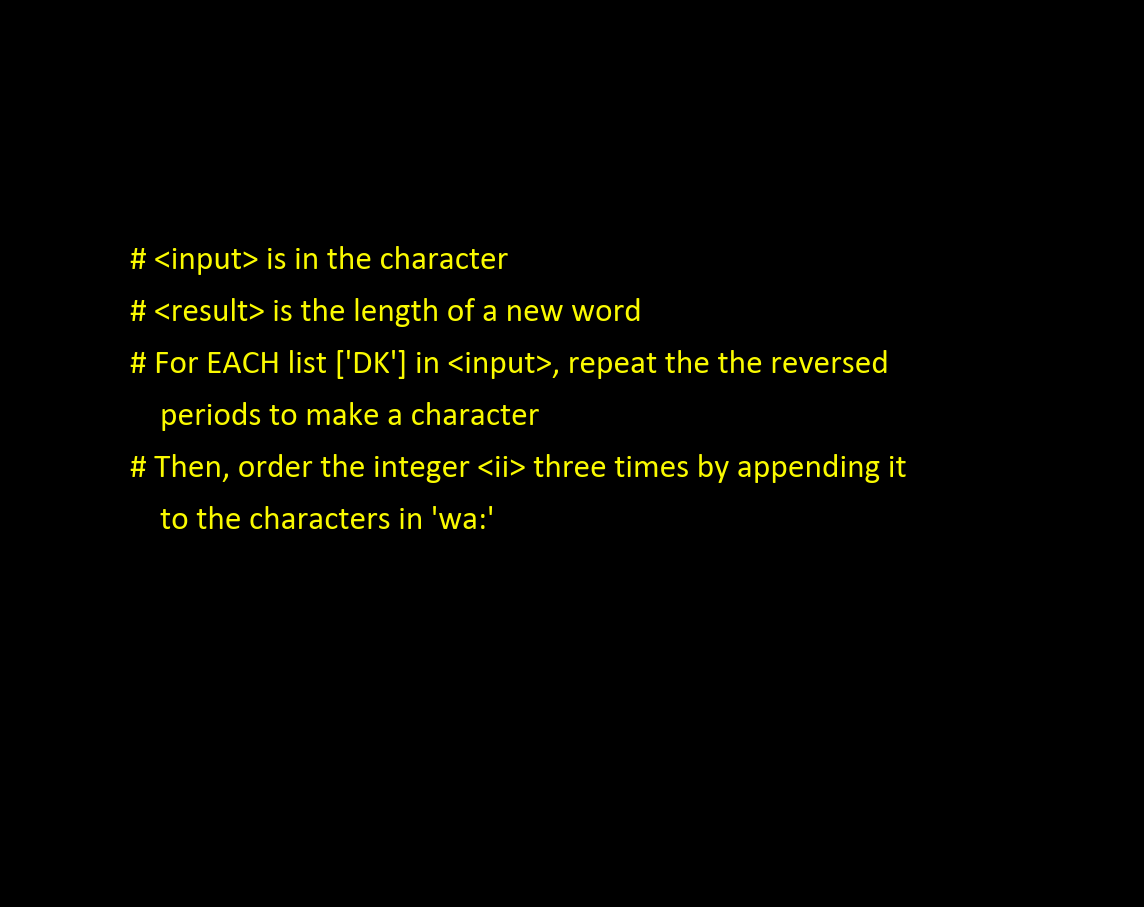 # <input> is in the character
# <result> is the length of a new word
# For EACH list ['DK'] in <input>, repeat the the reversed
periods to make a character
# Then, order the integer <ii> three times by appending it
to the characters in 'wa:'